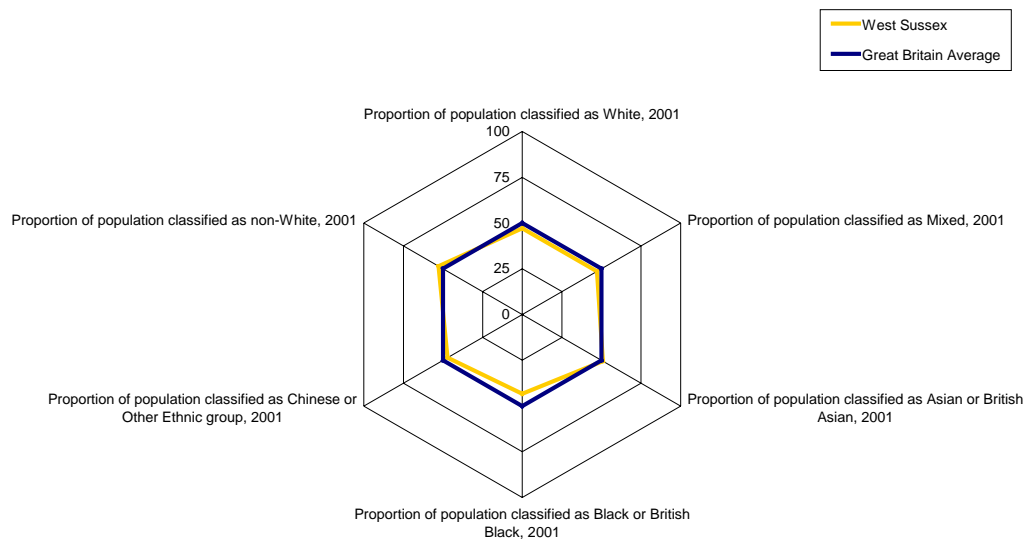 West Sussex
Great Britain Average
Proportion of population classified as White, 2001
100
75
50
25
0
Proportion of population classified as non-White, 2001
Proportion of population classified as Mixed, 2001
Proportion of population classified as Chinese or
Other Ethnic group, 2001
Proportion of population classified as Asian or British
Asian, 2001
Proportion of population classified as Black or British
Black, 2001